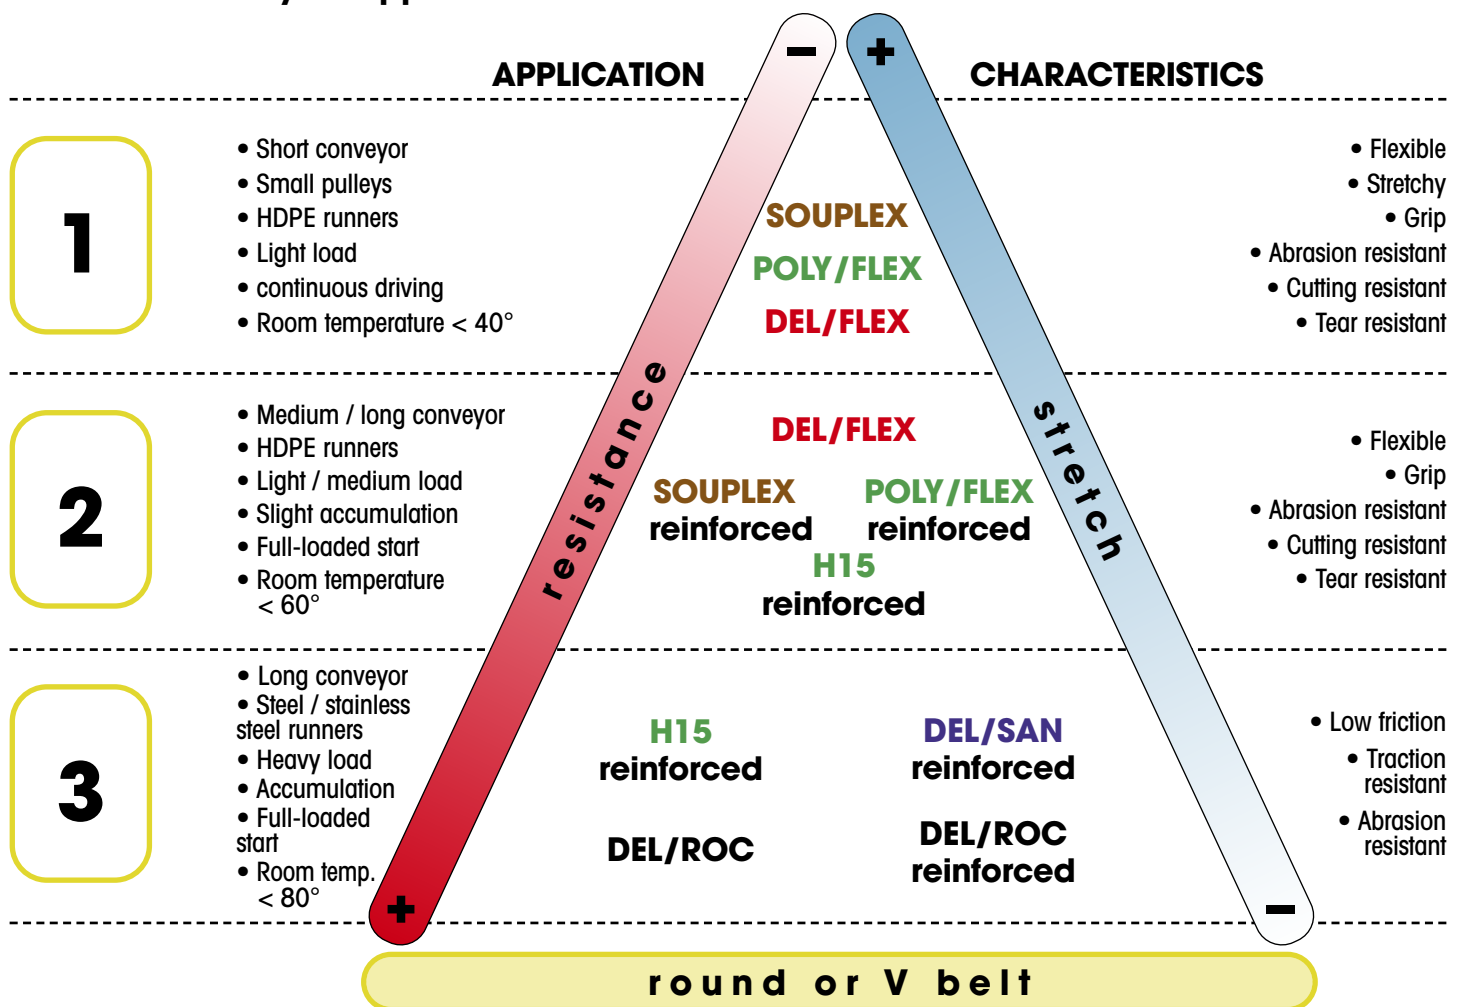 APPLICATION
CHARACTERISTICS
−
+
1
• Short conveyor
• Small pulleys
• HDPE runners
• Light load
• continuous driving
• Room temperature < 40°
SOUPLEX
POLY/FLEX
DEL/FLEX
• Flexible
• Stretchy
• Grip
• Abrasion resistant
• Cutting resistant
• Tear resistant
resistance
stretch
2
• Medium / long conveyor
• HDPE runners
• Light / medium load
• Slight accumulation
• Full-loaded start
• Room temperature
< 60°
DEL/FLEX
SOUPLEX
reinforced
POLY/FLEX
reinforced
H15
reinforced
• Flexible
• Grip
• Abrasion resistant
• Cutting resistant
• Tear resistant
3
• Long conveyor
• Steel / stainless
steel runners
• Heavy load
• Accumulation
• Full-loaded
start
• Room temp.
< 80°
H15
reinforced
DEL/SAN
reinforced
DEL/ROC
DEL/ROC
reinforced
• Low friction
• Traction
resistant
• Abrasion
resistant
+
−
round or V belt